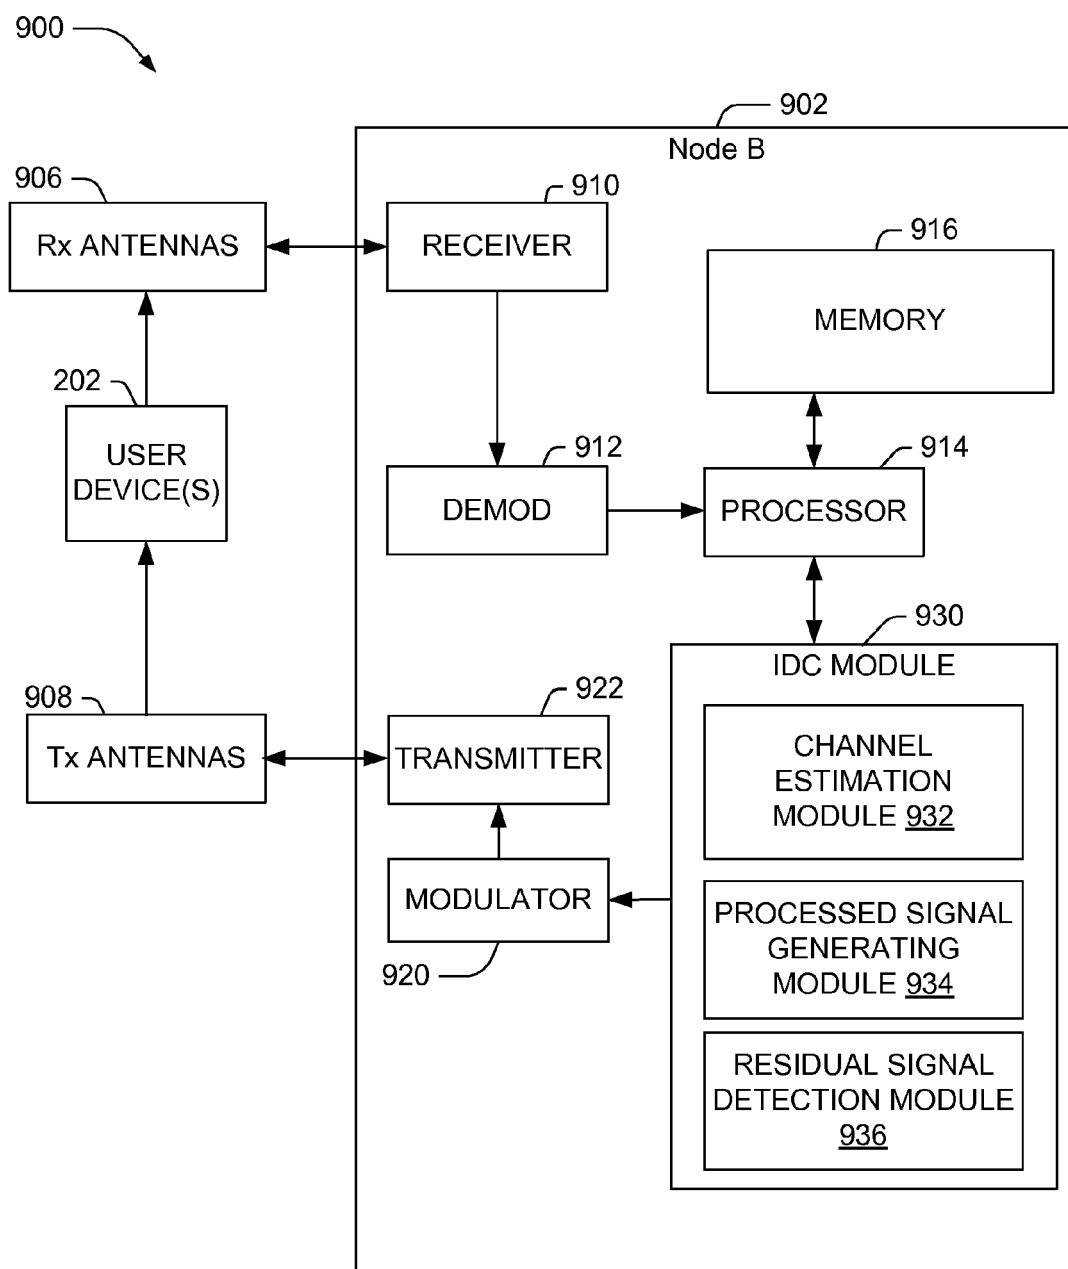 900
902
Node B
906
Rx ANTENNAS
910
RECEIVER
916
MEMORY
202
USER
DEVICE(S)
912
DEMOD
914
PROCESSOR
930
IDC MODULE
908
Tx ANTENNAS
922
TRANSMITTER
CHANNEL
ESTIMATION
MODULE 932
MODULATOR
920
PROCESSED SIGNAL
GENERATING
MODULE 934
RESIDUAL SIGNAL
DETECTION MODULE
936